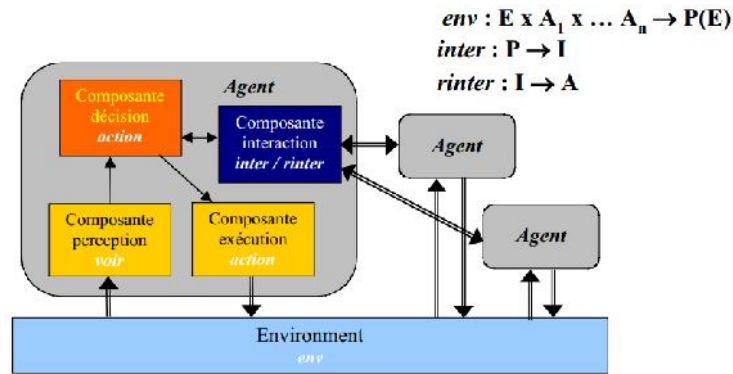 env : E x A1 x ... An → P(E)
inter : P → I
rinter : I → A
Agent
Composante
décision
action
Composante
interaction
inter / rinter
Agent
Composante
perception
voir
Composante
exécution
action
Agent
Environment
env